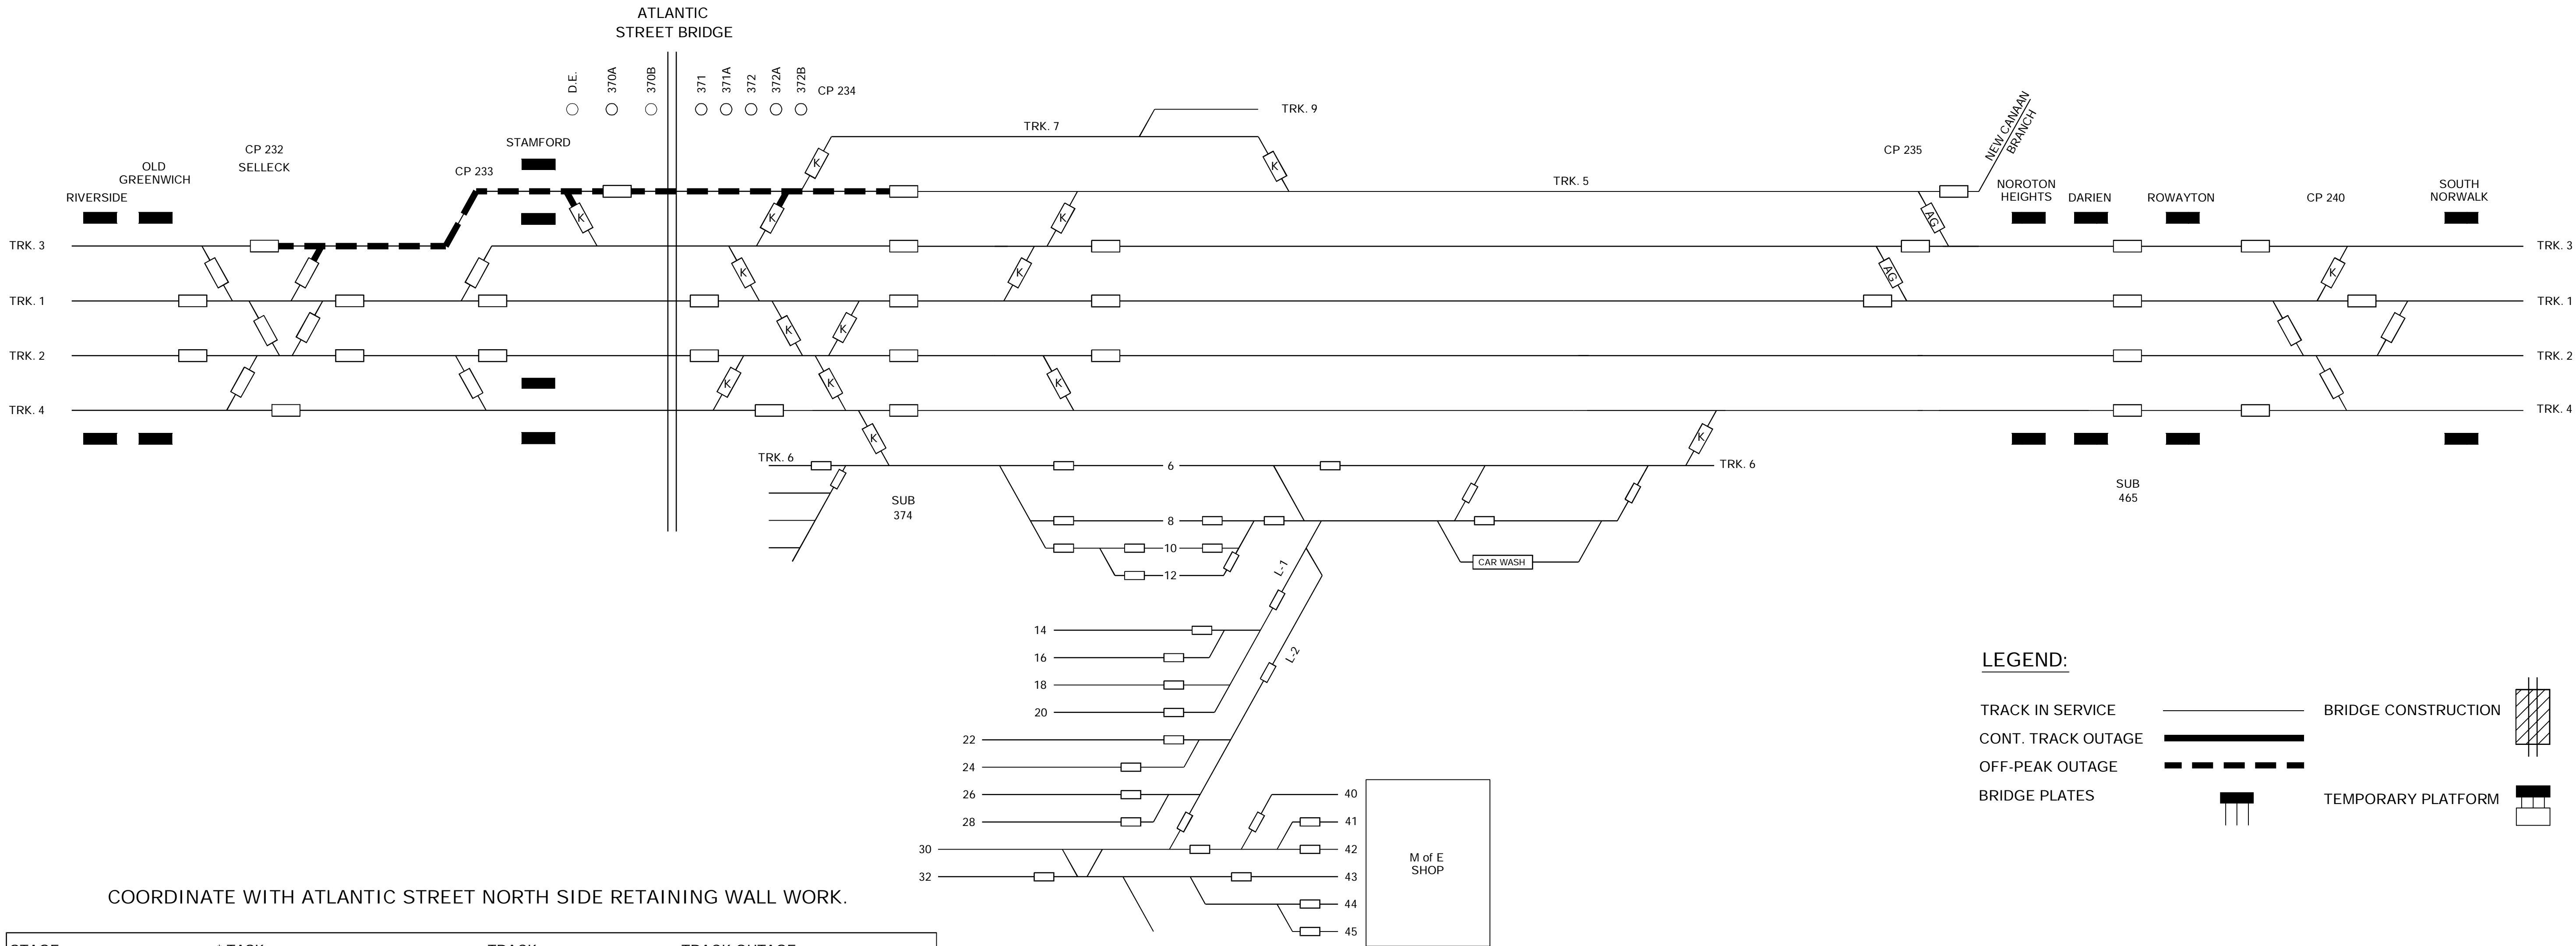 ATLANTIC
STREET BRIDGE
D.E.
370A
370B
371
371A
372
372A
372B
CP 234
TRK. 9
TRK. 7
K
K
STAMFORD
CP 232
SELLECK
CP 233
OLD
GREENWICH
RIVERSIDE
CP 235
NEW CANAAN
BRANCH
TRK. 5
NOROTON
HEIGHTS
DARIEN
ROWAYTON
CP 240
SOUTH
NORWALK
K
K
K
AG
TRK. 3
TRK. 3
K
K
AG
K
TRK. 1
TRK. 1
K
K
TRK. 2
TRK. 2
K
K
K
TRK. 4
TRK. 4
K
K
TRK. 6
6
TRK. 6
SUB
374
SUB
465
8
10
12
CAR WASH
L-1
L-2
14
16
18
20
22
24
26
28
30
32
40
41
42
43
44
45
M of E
SHOP
LEGEND:
TRACK IN SERVICE
CONT. TRACK OUTAGE
OFF-PEAK OUTAGE
BRIDGE PLATES
BRIDGE CONSTRUCTION
TEMPORARY PLATFORM
COORDINATE WITH ATLANTIC STREET NORTH SIDE RETAINING WALL WORK.